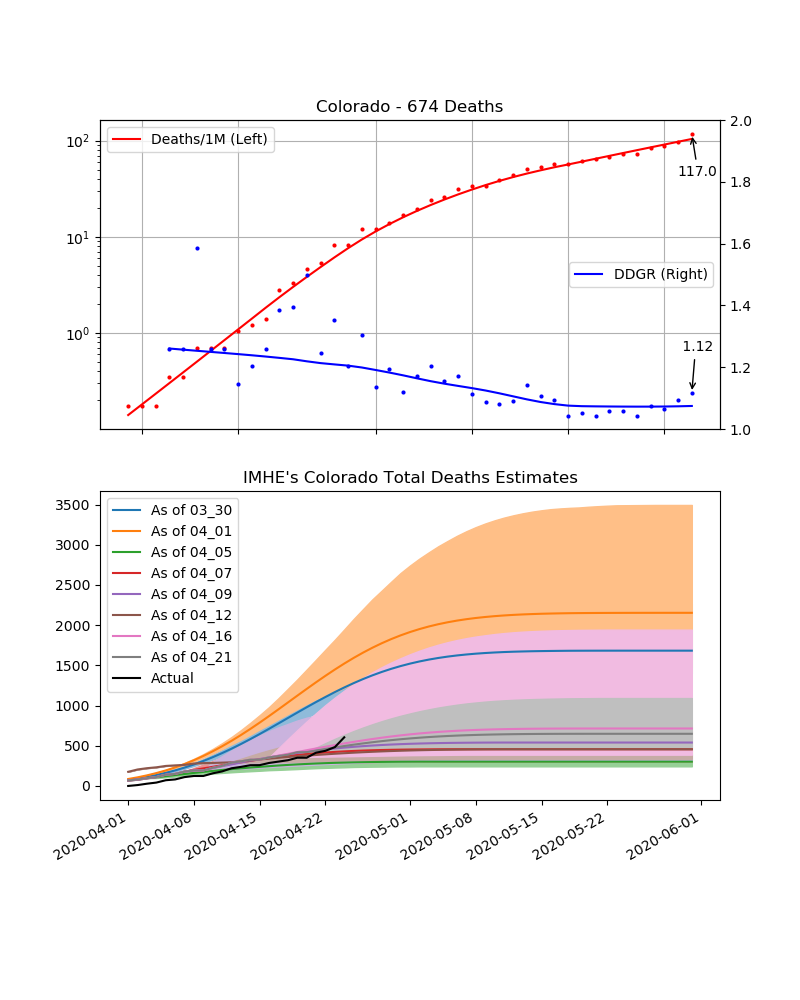 Colorado - 674 Deaths
Deaths/1M (Left)
DDGR (Right)
10²
10¹
10⁰
2.0
1.8
1.6
1.4
1.2
1.0
117.0
1.12
IMHE's Colorado Total Deaths Estimates
3500
3000
2500
2000
1500
1000
500
0
As of 03_30
As of 04_01
As of 04_05
As of 04_07
As of 04_09
As of 04_12
As of 04_16
As of 04_21
Actual
2020-04-01
2020-04-08
2020-04-15
2020-04-22
2020-05-01
2020-05-08
2020-05-15
2020-05-22
2020-06-01